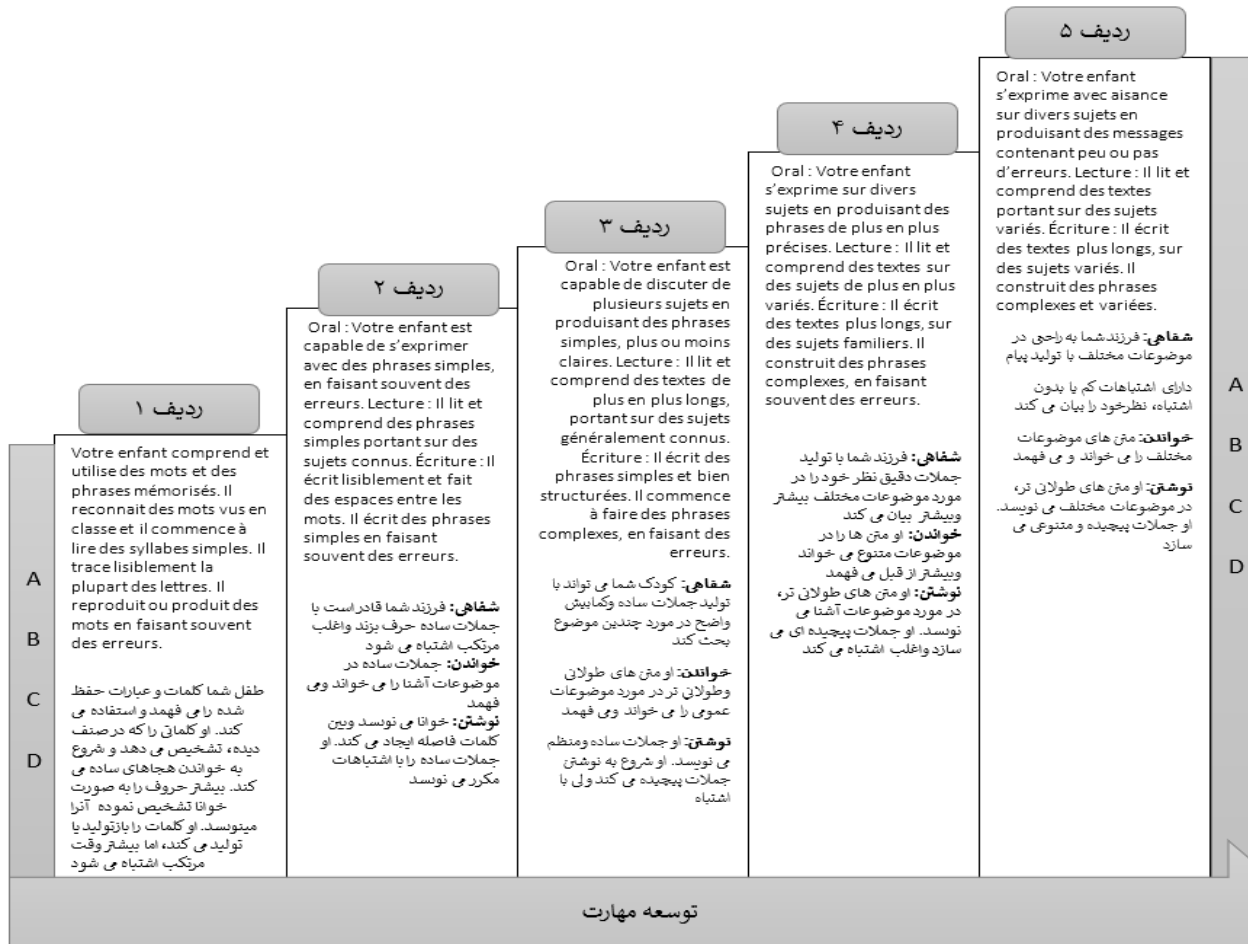 ردیف ۱
Votre enfant comprend et
utilise des mots et des
phrases mémorisés. Il
reconnait des mots vus en
classe et il commence à
lire des syllabes simples. Il
trace lisiblement la
plupart des lettres. Il
reproduit ou produit des
mots en faisant souvent
des erreurs.
طفل شما کلمات و عبارات حفظ
شده را می فهمد و استفاده می
کند. او کلماتی را که در صنف
دیده، تشخیص می دهد و شروع
به خواندن هجاهای ساده می
کند. بیشتر حروف را به صورت
خوانا تشخیص نموده آنرا
مینویسد. او کلمات را بازتولید یا
تولید می کند، اما بیشتر وقت
مرتکب اشتباه می شود
ردیف ۲
Oral : Votre enfant est
capable de s’exprimer
avec des phrases simples,
en faisant souvent des
erreurs. Lecture : Il lit et
comprend des phrases
simples portant sur des
sujets connus. Écriture : Il
écrit lisiblement et fait
des espaces entre les
mots. Il écrit des phrases
simples en faisant
souvent des erreurs.
شفاهی: فرزند شما قادر است با
جملات ساده حرف بزند واغلب
مرتکب اشتباه می شود
خواندن: جملات ساده در
موضوعات آشنا را می خواند ومی
فهمد
نوشتن: خوانا می نویسد وبین
کلمات فاصله ایجاد می کند. او
جملات ساده را با اشتباهات
مکرر می نویسد
ردیف ۳
Oral : Votre enfant est
capable de discuter de
plusieurs sujets en
produisant des phrases
simples, plus ou moins
claires. Lecture : Il lit et
comprend des textes de
plus en plus longs,
portant sur des sujets
généralement connus.
Écriture : Il écrit des
phrases simples et bien
structurées. Il commence
à faire des phrases
complexes, en faisant des
erreurs.
شفاهی: کودک شما می تواند با
تولید جملات ساده وکمابیش
واضح در مورد چندین موضوع
بحث کند
خواندن: او متن های طولانی
وطولانی تر در مورد موضوعات
عمومی را می خواند ومی فهمد
نوشتن: او جملات ساده ومنظم
می نویسد. او شروع به نوشتن
جملات پیچیده می کند ولی با
اشتباه
ردیف ۴
Oral : Votre enfant
s’exprime sur divers
sujets en produisant des
phrases de plus en plus
précises. Lecture : Il lit et
comprend des textes sur
des sujets de plus en plus
variés. Écriture : Il écrit
des textes plus longs, sur
des sujets familiers. Il
construit des phrases
complexes, en faisant
souvent des erreurs.
شفاهی: فرزند شما با تولید
جملات دقیق نظر خود را در
مورد موضوعات مختلف بیشتر
وبیشتر بیان می کند
خواندن: او متن ها را در
موضوعات متنوع می خواند
وبیشتر از قبل می فهمد
نوشتن: او متن های طولانی تر،
در مورد موضوعات آشنا می
نویسد. او جملات پیچیده ای می
سازد واغلب اشتباه می کند
ردیف ۵
Oral : Votre enfant
s’exprime avec aisance
sur divers sujets en
produisant des messages
contenant peu ou pas
d’erreurs. Lecture : Il lit et
comprend des textes
portant sur des sujets
variés. Écriture : Il écrit
des textes plus longs, sur
des sujets variés. Il
construit des phrases
complexes et variées.
شفاهی: فرزند شما به راحتی در
موضوعات مختلف با تولید پیام
دارای اشتباهات کم یا بدون
اشتباه، نظرخود را بیان می کند
خواندن: متن های موضوعات
مختلف را می خواند و می فهمد
نوشتن: او متن های طولانی تر،
در موضوعات مختلف می نویسد.
او جملات پیچیده و متنوعی می
سازد
A
B
C
D
A
B
C
D
توسعه مهارت